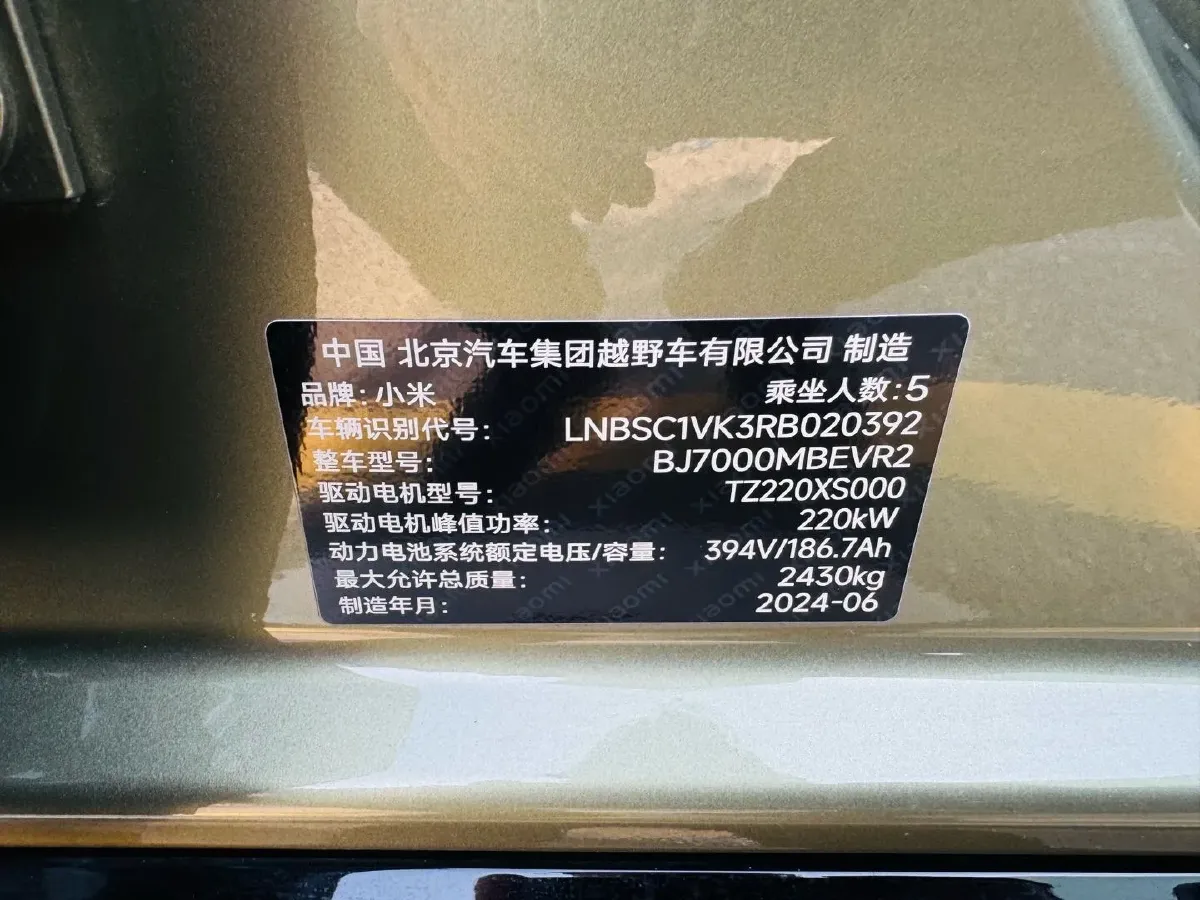 中国 北京汽车集团越野车有限公司 制造
品牌: 小米 乘坐人数: 5
车辆识别代号: LNBSC1VK3RB020392
整车型号: BJ7000MBEVR2
驱动电机型号: TZ220XS000
驱动电机峰值功率: 220kW
动力电池系统额定电压/容量: 394V/186.7Ah
最大允许总质量: 2430kg
制造年月: 2024-06